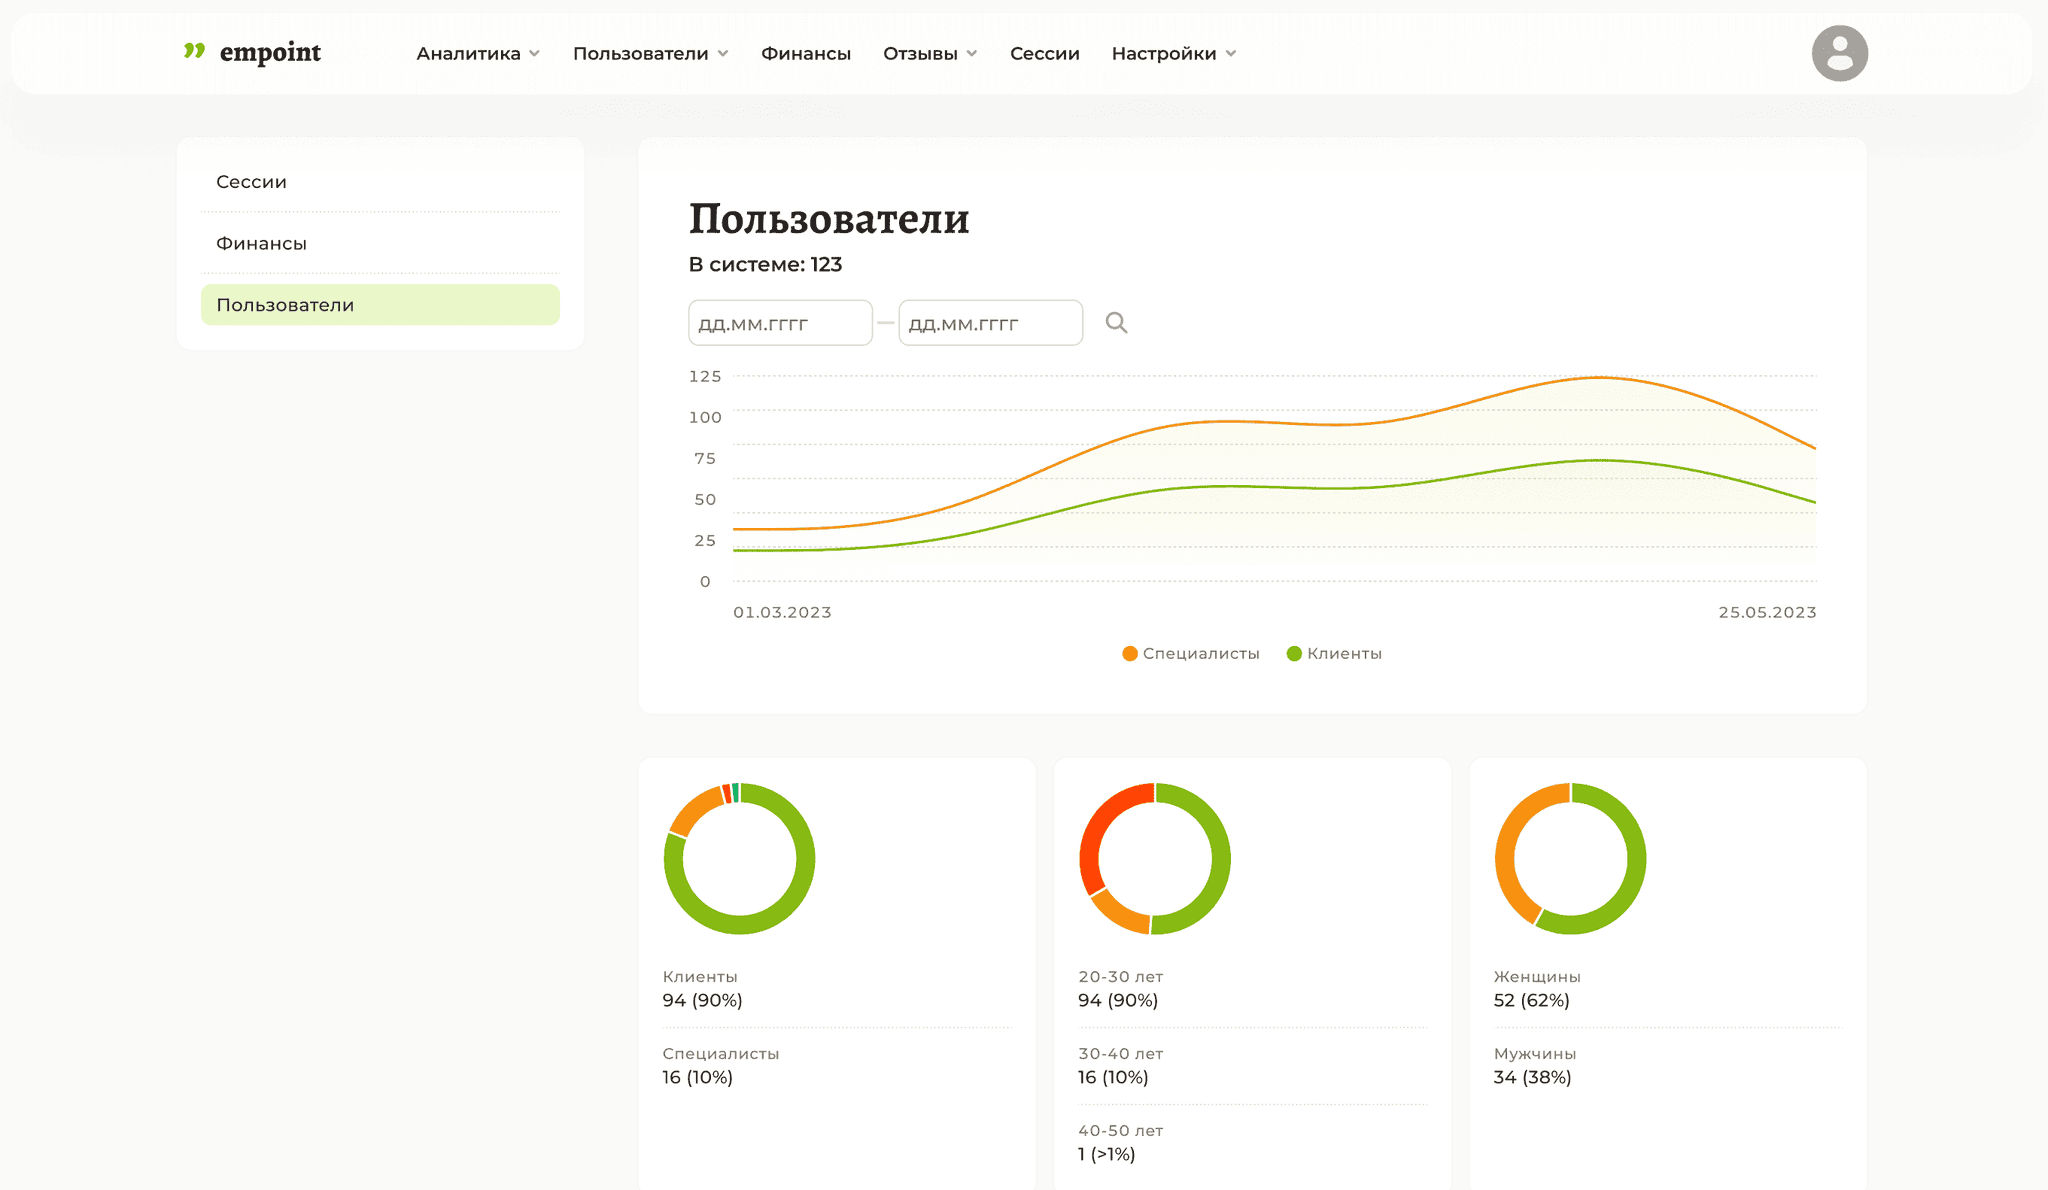 empoint
Аналитика
Пользователи
Финансы
Отзывы
Сессии
Настройки
Сессии
Финансы
Пользователи
Пользователи
В системе: 123
дд.мм.гггг
дд.мм.гггг
125
100
75
50
25
0
01.03.2023
25.05.2023
Специалисты
Клиенты
Клиенты
94 (90%)
Специалисты
16 (10%)
20-30 лет
94 (90%)
30-40 лет
16 (10%)
40-50 лет
1 (>1%)
Женщины
52 (62%)
Мужчины
34 (38%)